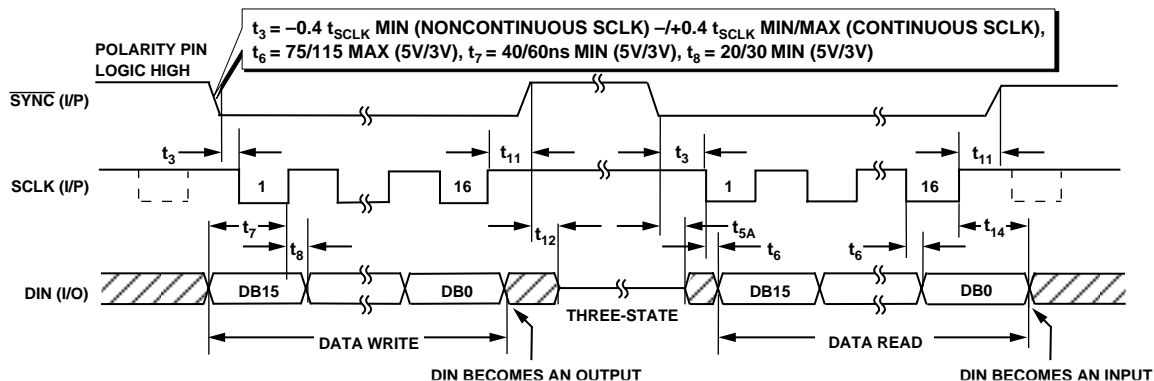 t3 = –0.4 tSCLK MIN (NONCONTINUOUS SCLK) –/+0.4 tSCLK MIN/MAX (CONTINUOUS SCLK),
t6 = 75/115 MAX (5V/3V), t7 = 40/60ns MIN (5V/3V), t8 = 20/30 MIN (5V/3V)
POLARITY PIN
LOGIC HIGH
SYNC (I/P)
t3 t11 t3 t11
SCLK (I/P)
1 16 1 16
t7 t12 t5A t14
t8 t6 t6
DIN (I/O)
DB15 DB0 DB15 DB0
THREE-STATE
DATA WRITE DATA READ
DIN BECOMES AN OUTPUT DIN BECOMES AN INPUT